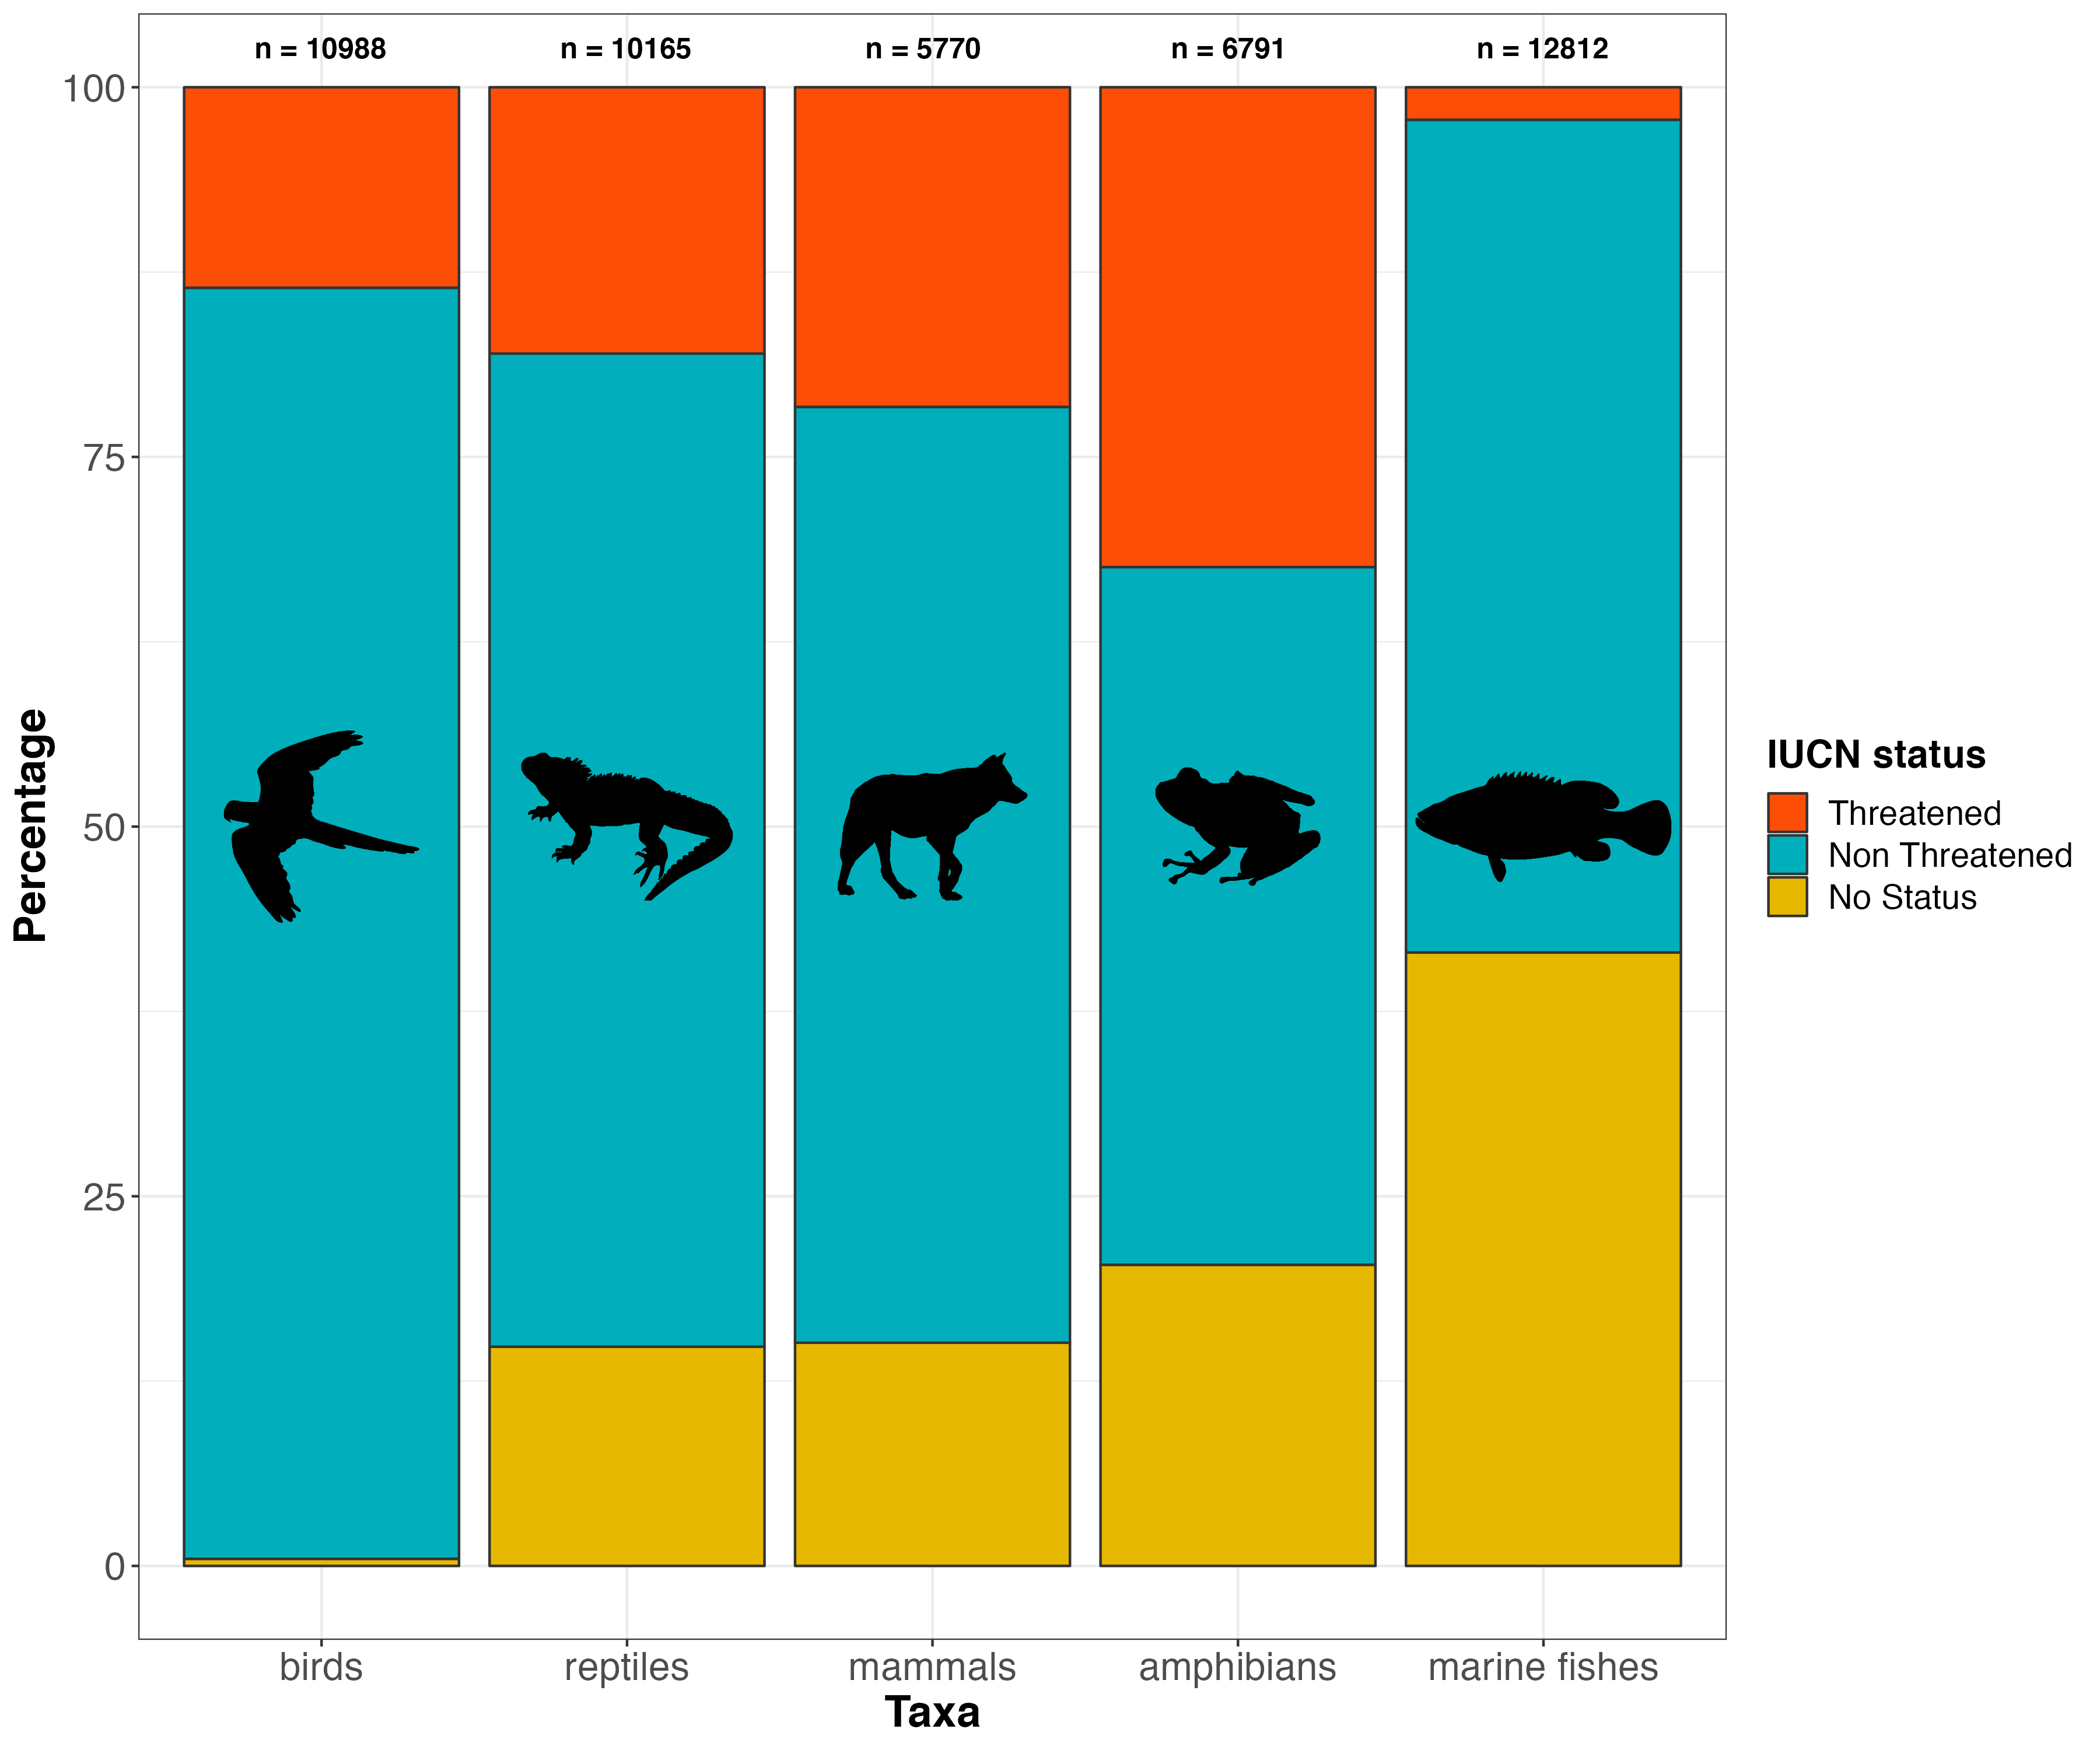 n = 10988 n = 10165 n = 5770 n = 6791 n = 12812
100
75
50
25
0
Percentage
birds reptiles mammals amphibians marine fishes
Taxa
IUCN status
Threatened
Non Threatened
No Status